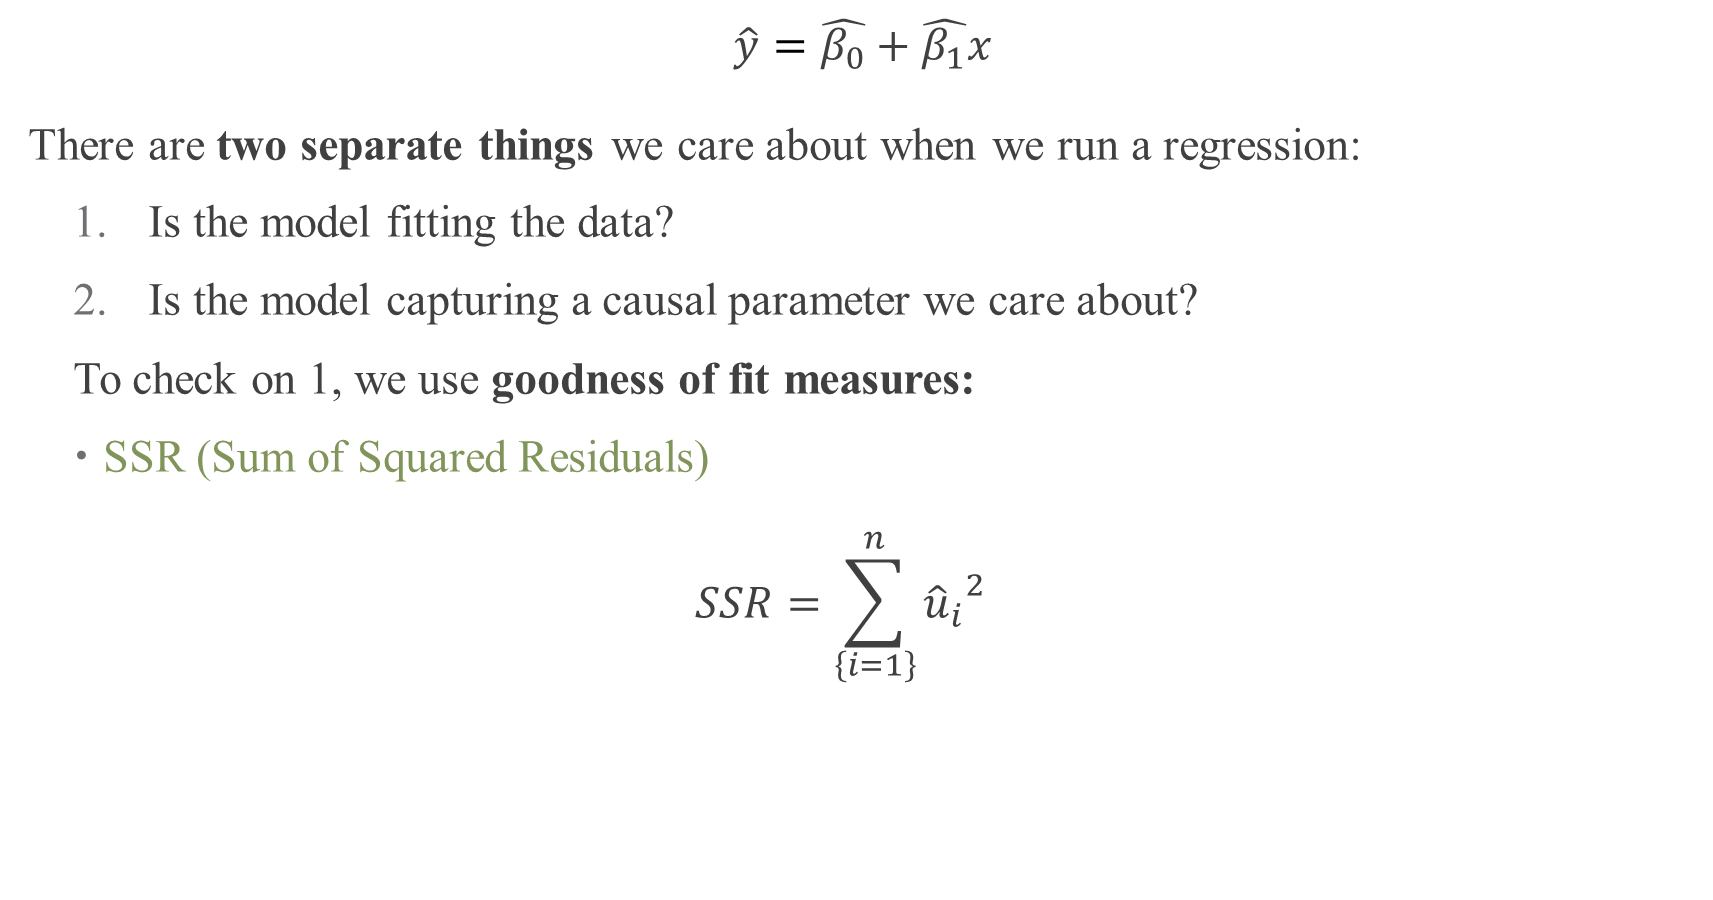 ŷ = β̂₀ + β̂₁x
There are two separate things we care about when we run a regression:
1. Is the model fitting the data?
2. Is the model capturing a causal parameter we care about?
To check on 1, we use goodness of fit measures:
• SSR (Sum of Squared Residuals)
SSR = ∑_{i=1}^n ûᵢ²